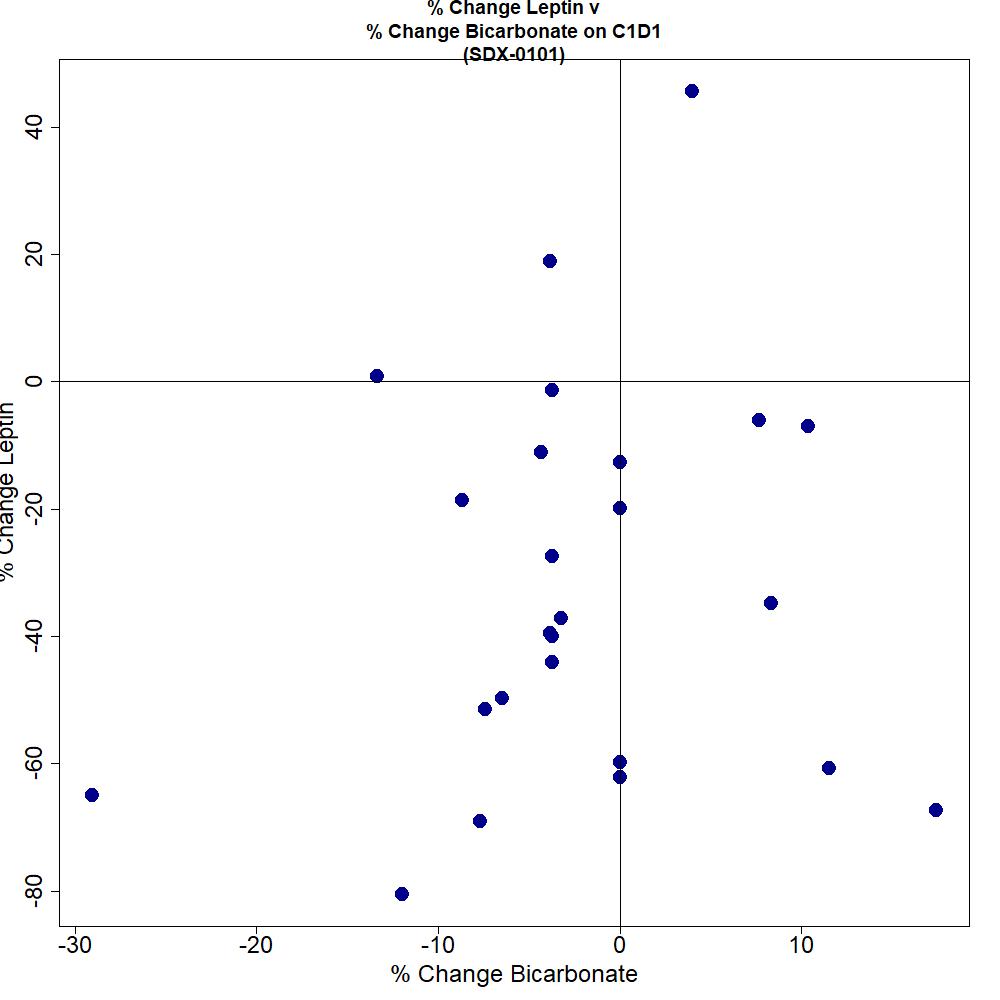 % Change Leptin v
% Change Bicarbonate on C1D1
(SDX-0101)
40
20
0
-20
-40
-60
-80
% Change Leptin
-30
-20
-10
0
10
% Change Bicarbonate